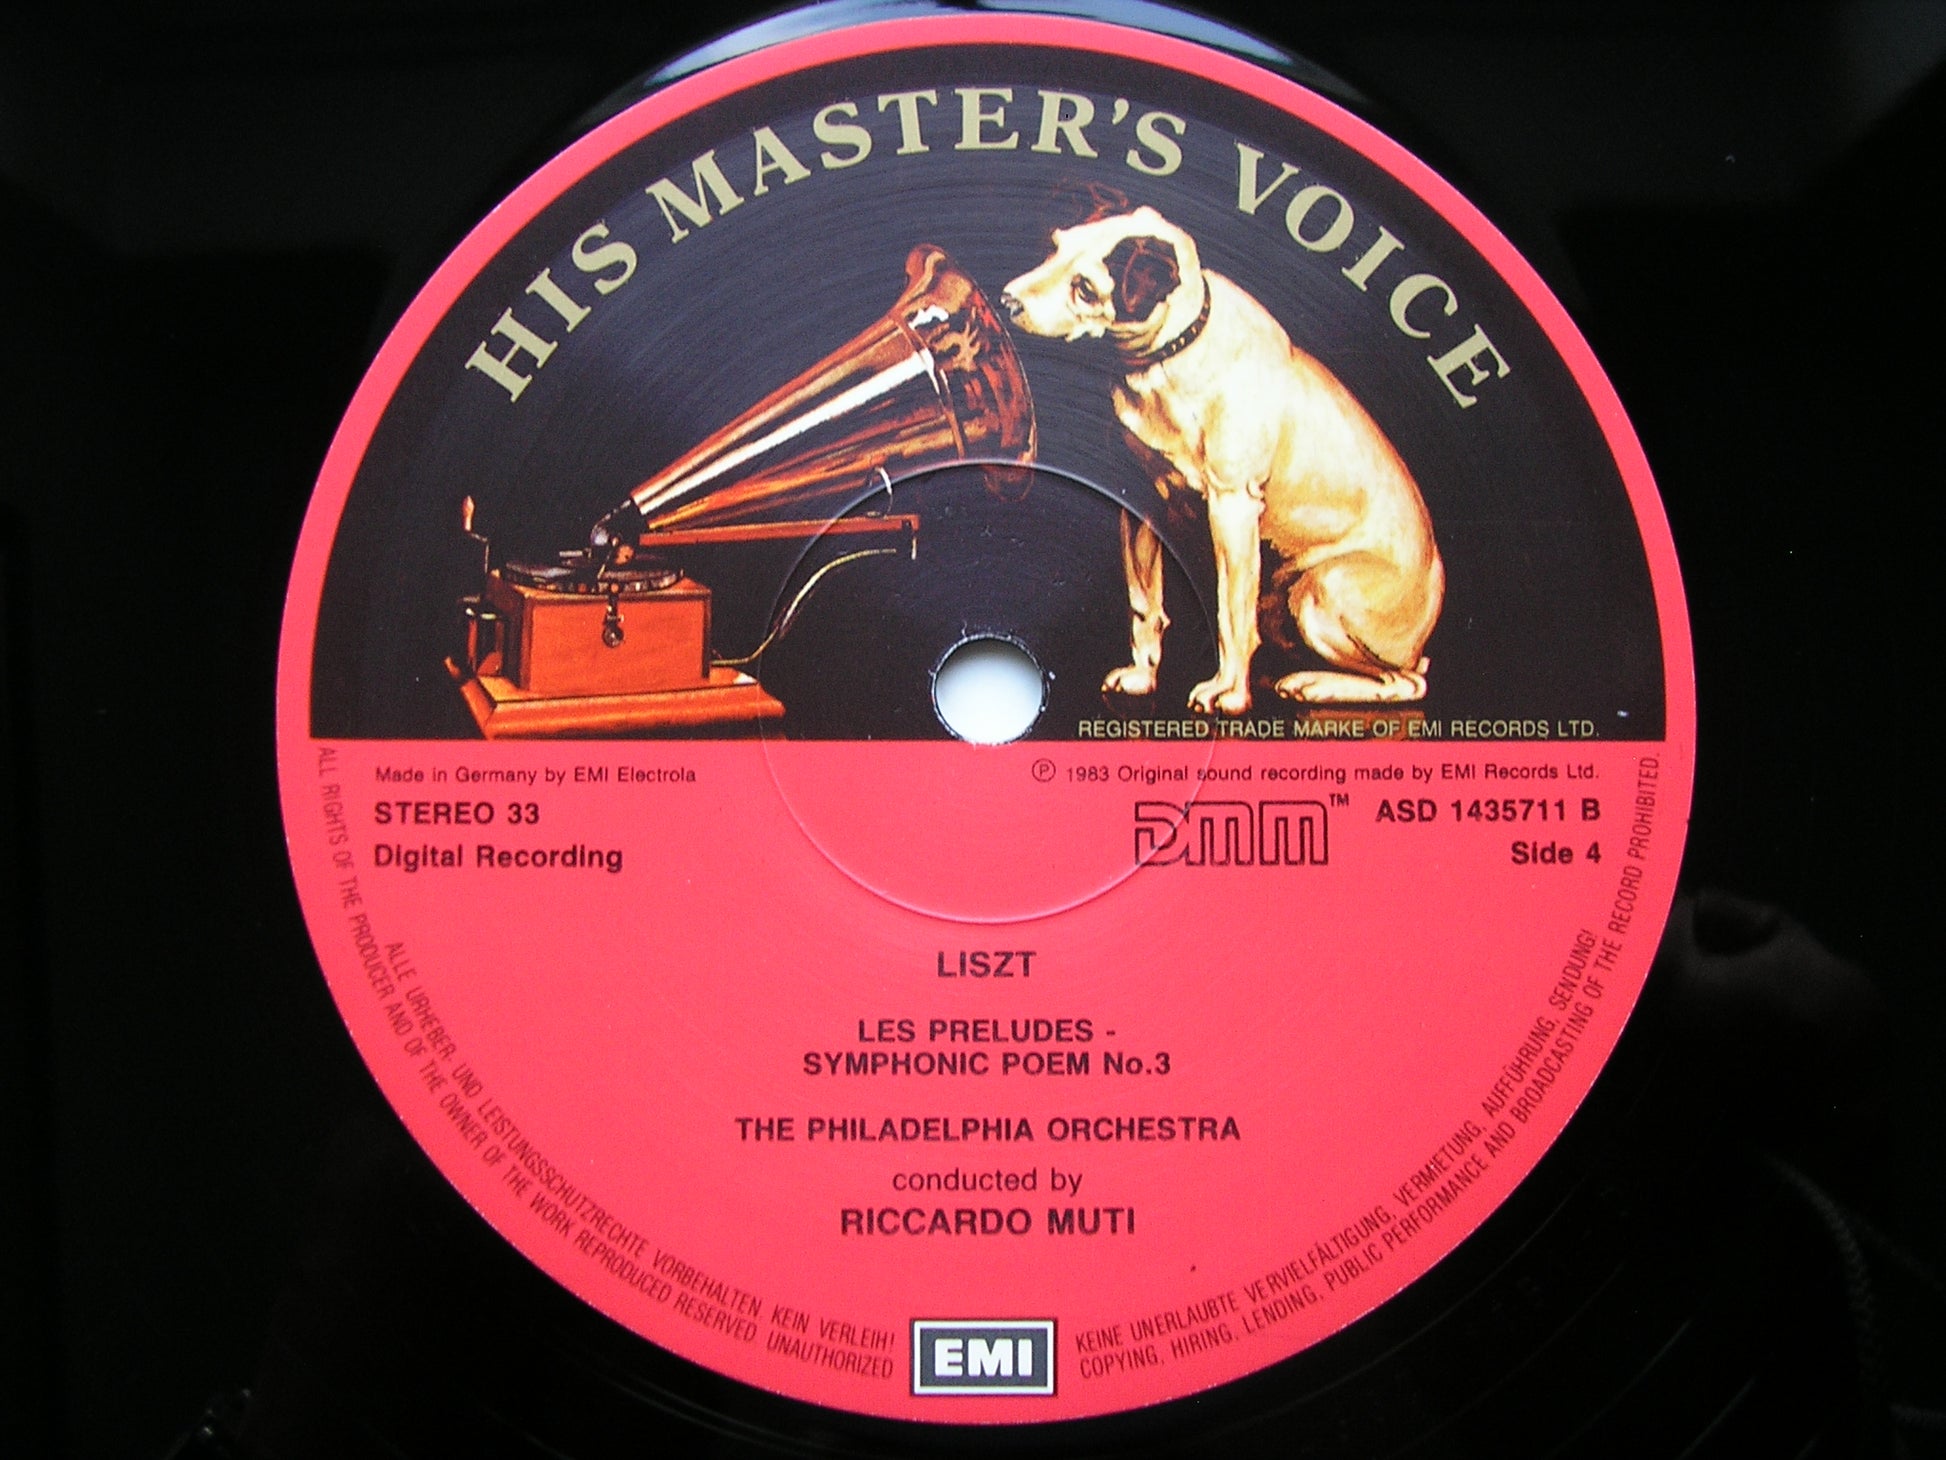 HIS MASTER'S VOICE
REGISTERED TRADE MARKE OF EMI RECORDS LTD.
Made in Germany by EMI Electrola
℗ 1983 Original sound recording made by EMI Records Ltd.
STEREO 33
DMM™ ASD 1435711 B
Digital Recording
Side 4
LISZT
LES PRELUDES -
SYMPHONIC POEM No.3
THE PHILADELPHIA ORCHESTRA
conducted by
RICCARDO MUTI
ALLE URHEBER- UND LEISTUNGSSCHUTZRECHTE VORBEHALTEN. KEIN VERLEIH!
KEINE UNERLAUBTE VERVIELFÄLTIGUNG, VERMIETUNG, AUFFÜHRUNG, SENDUNG!
ALL RIGHTS OF THE PRODUCER AND OF THE OWNER OF THE WORK REPRODUCED RESERVED UNAUTHORIZED
COPYING, HIRING, LENDING, PUBLIC PERFORMANCE AND BROADCASTING OF THE RECORD PROHIBITED.
EMI